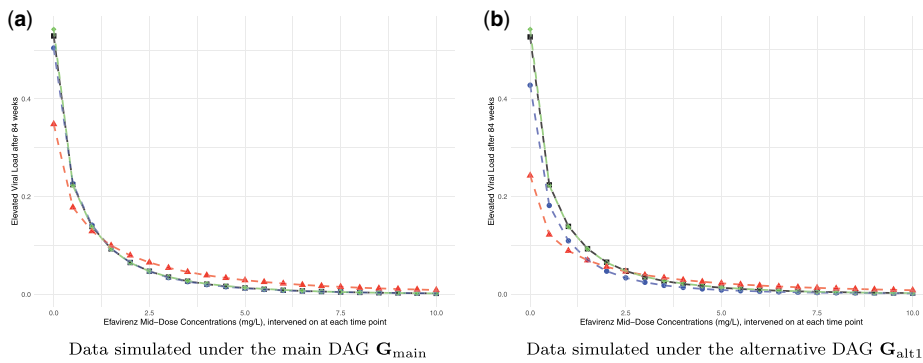 (a)
Elevated Viral Load after 84 weeks
0.4
0.2
0.0
0.0 2.5 5.0 7.5 10.0
Efavirenz Mid−Dose Concentrations (mg/L), intervened on at each time point
Data simulated under the main DAG G_main
(b)
Elevated Viral Load after 84 weeks
0.4
0.2
0.0
0.0 2.5 5.0 7.5 10.0
Efavirenz Mid−Dose Concentrations (mg/L), intervened on at each time point
Data simulated under the alternative DAG G_alt1